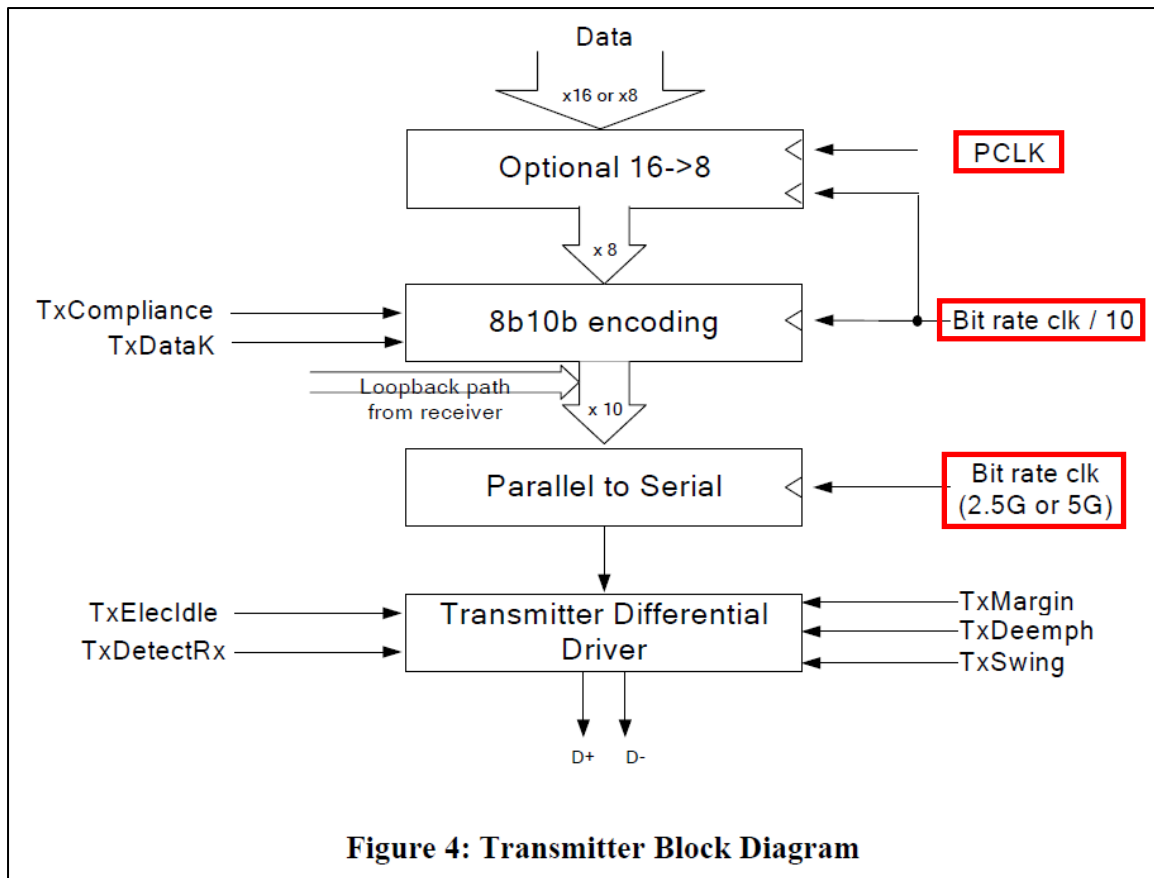 Data
x16 or x8
Optional 16->8
PCLK
x 8
TxCompliance
TxDataK
8b10b encoding
Bit rate clk / 10
Loopback path
from receiver
x 10
Parallel to Serial
Bit rate clk
(2.5G or 5G)
TxElecIdle
TxDetectRx
Transmitter Differential
Driver
TxMargin
TxDeemph
TxSwing
D+
D-
Figure 4: Transmitter Block Diagram